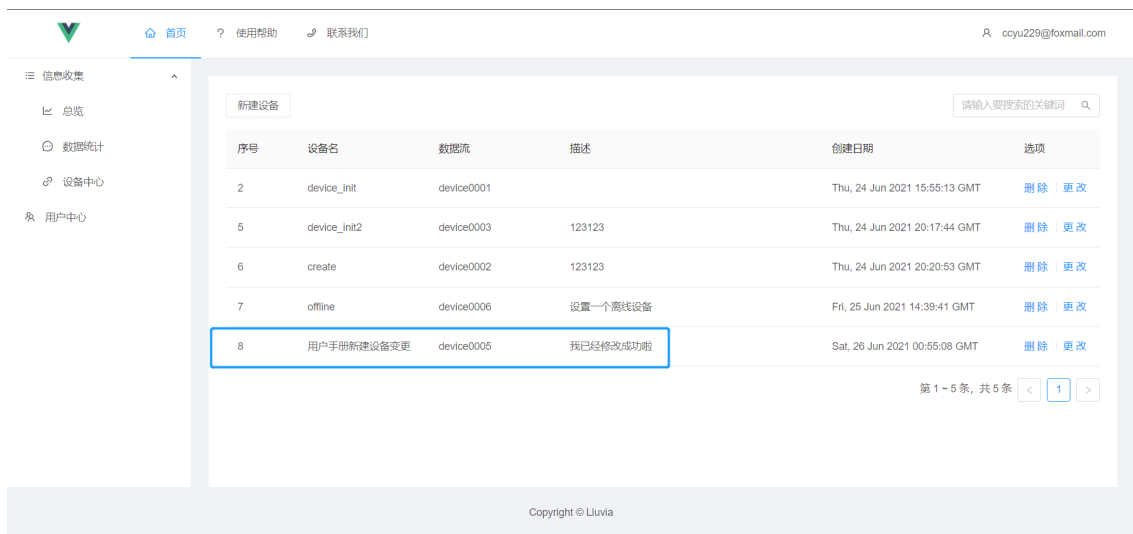 首页 ? 使用帮助 联系我们 ccyu229@foxmail.com
信息收集
总览
数据统计
设备中心
用户中心
新建设备 请输入要搜索的关键词
序号 设备名 数据流 描述 创建日期 选项
2 device_init device0001 Thu, 24 Jun 2021 15:55:13 GMT 删除 更改
5 device_init2 device0003 123123 Thu, 24 Jun 2021 20:17:44 GMT 删除 更改
6 create device0002 123123 Thu, 24 Jun 2021 20:20:53 GMT 删除 更改
7 offline device0006 设置一个离线设备 Fri, 25 Jun 2021 14:39:41 GMT 删除 更改
8 用户手册新建设备变更 device0005 我已经修改成功啦 Sat, 26 Jun 2021 00:55:08 GMT 删除 更改
第 1 ~ 5 条, 共 5 条 < 1 >
Copyright © Lluvia